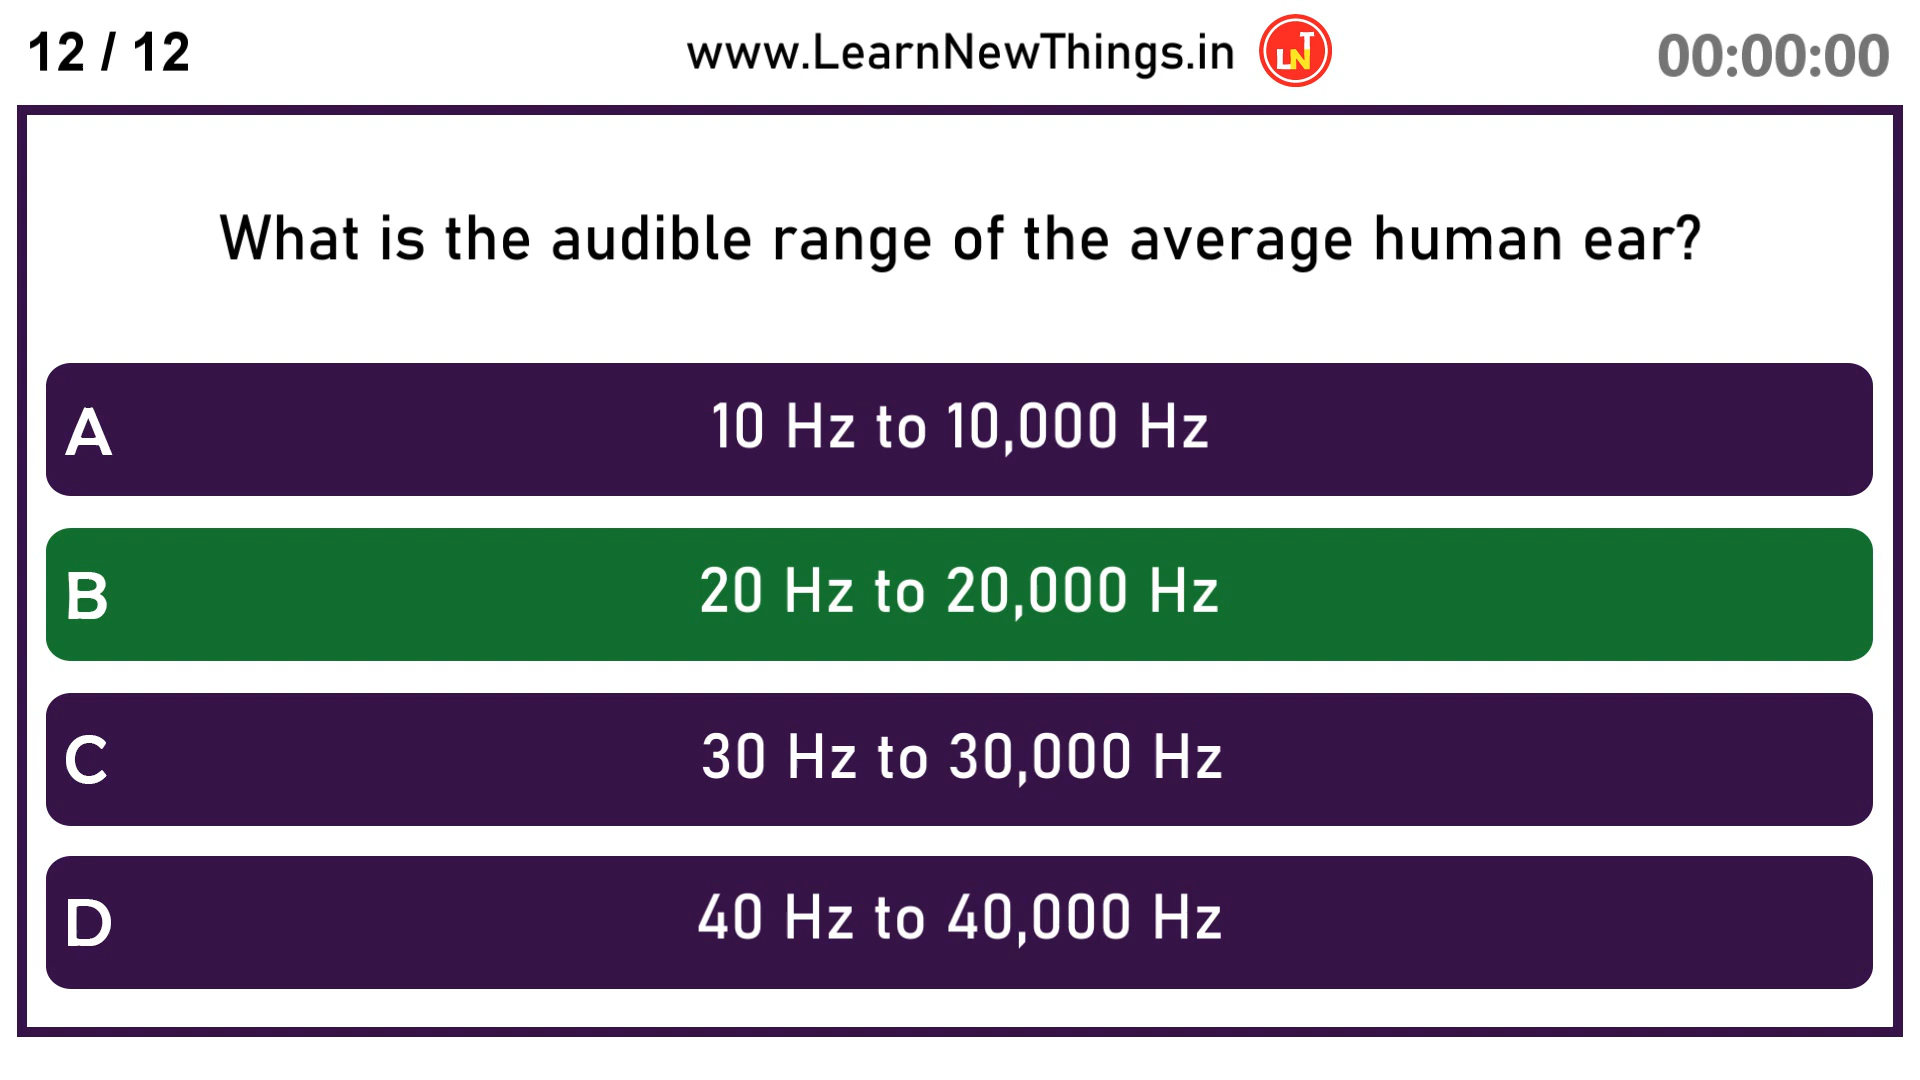 12 / 12
www.LearnNewThings.in
LNT
00:00:00
What is the audible range of the average human ear?
A
10 Hz to 10,000 Hz
B
20 Hz to 20,000 Hz
C
30 Hz to 30,000 Hz
D
40 Hz to 40,000 Hz